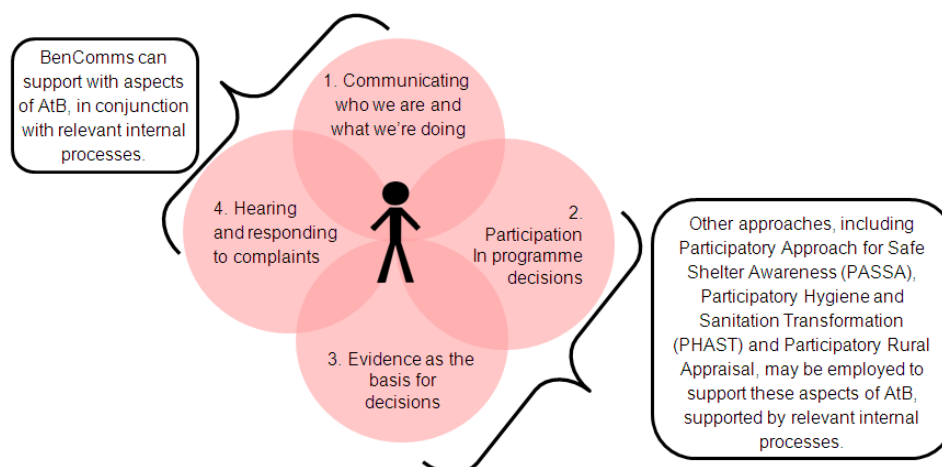 BenComms can
support with aspects
of AtB, in conjunction
with relevant internal
processes.
1. Communicating
who we are and
what we're doing
4. Hearing
and responding
to complaints
2.
Participation
In programme
decisions
3. Evidence as the
basis for
decisions
Other approaches, including
Participatory Approach for Safe
Shelter Awareness (PASSA),
Participatory Hygiene and
Sanitation Transformation
(PHAST) and Participatory Rural
Appraisal, may be employed to
support these aspects of AtB,
supported by relevant internal
processes.